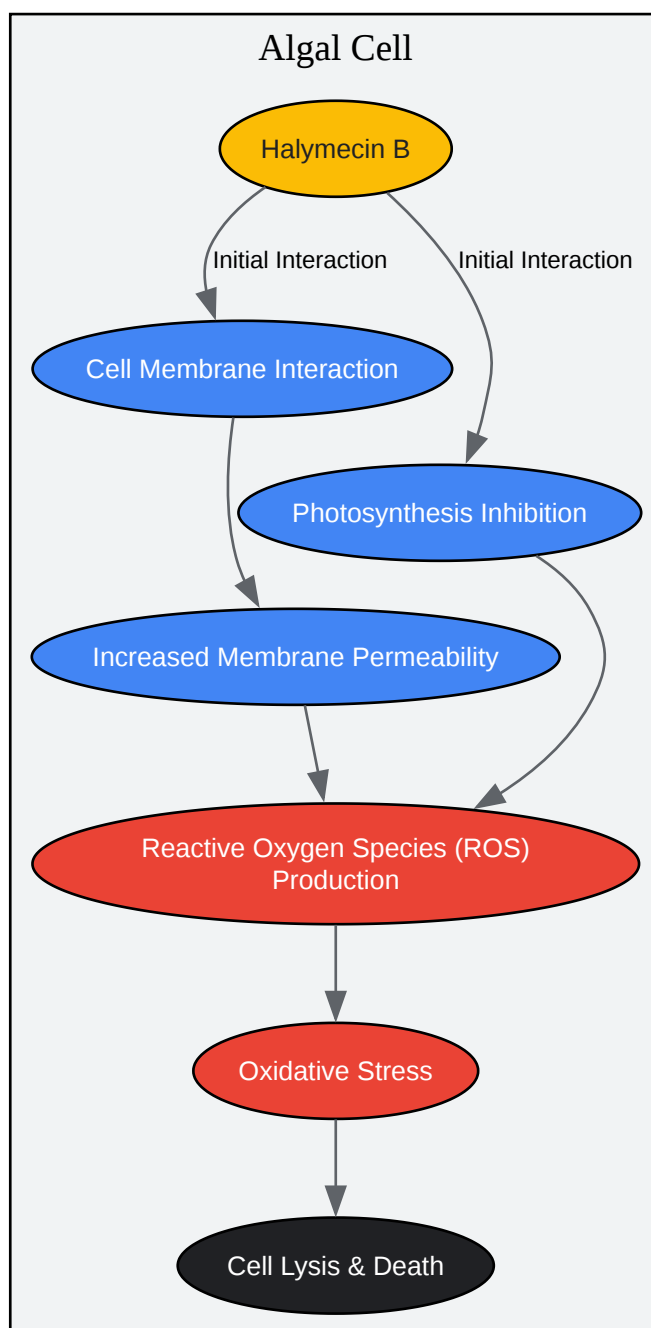 Algal Cell
Halymecin B
Initial Interaction
Initial Interaction
Cell Membrane Interaction
Photosynthesis Inhibition
Increased Membrane Permeability
Reactive Oxygen Species (ROS)
Production
Oxidative Stress
Cell Lysis & Death